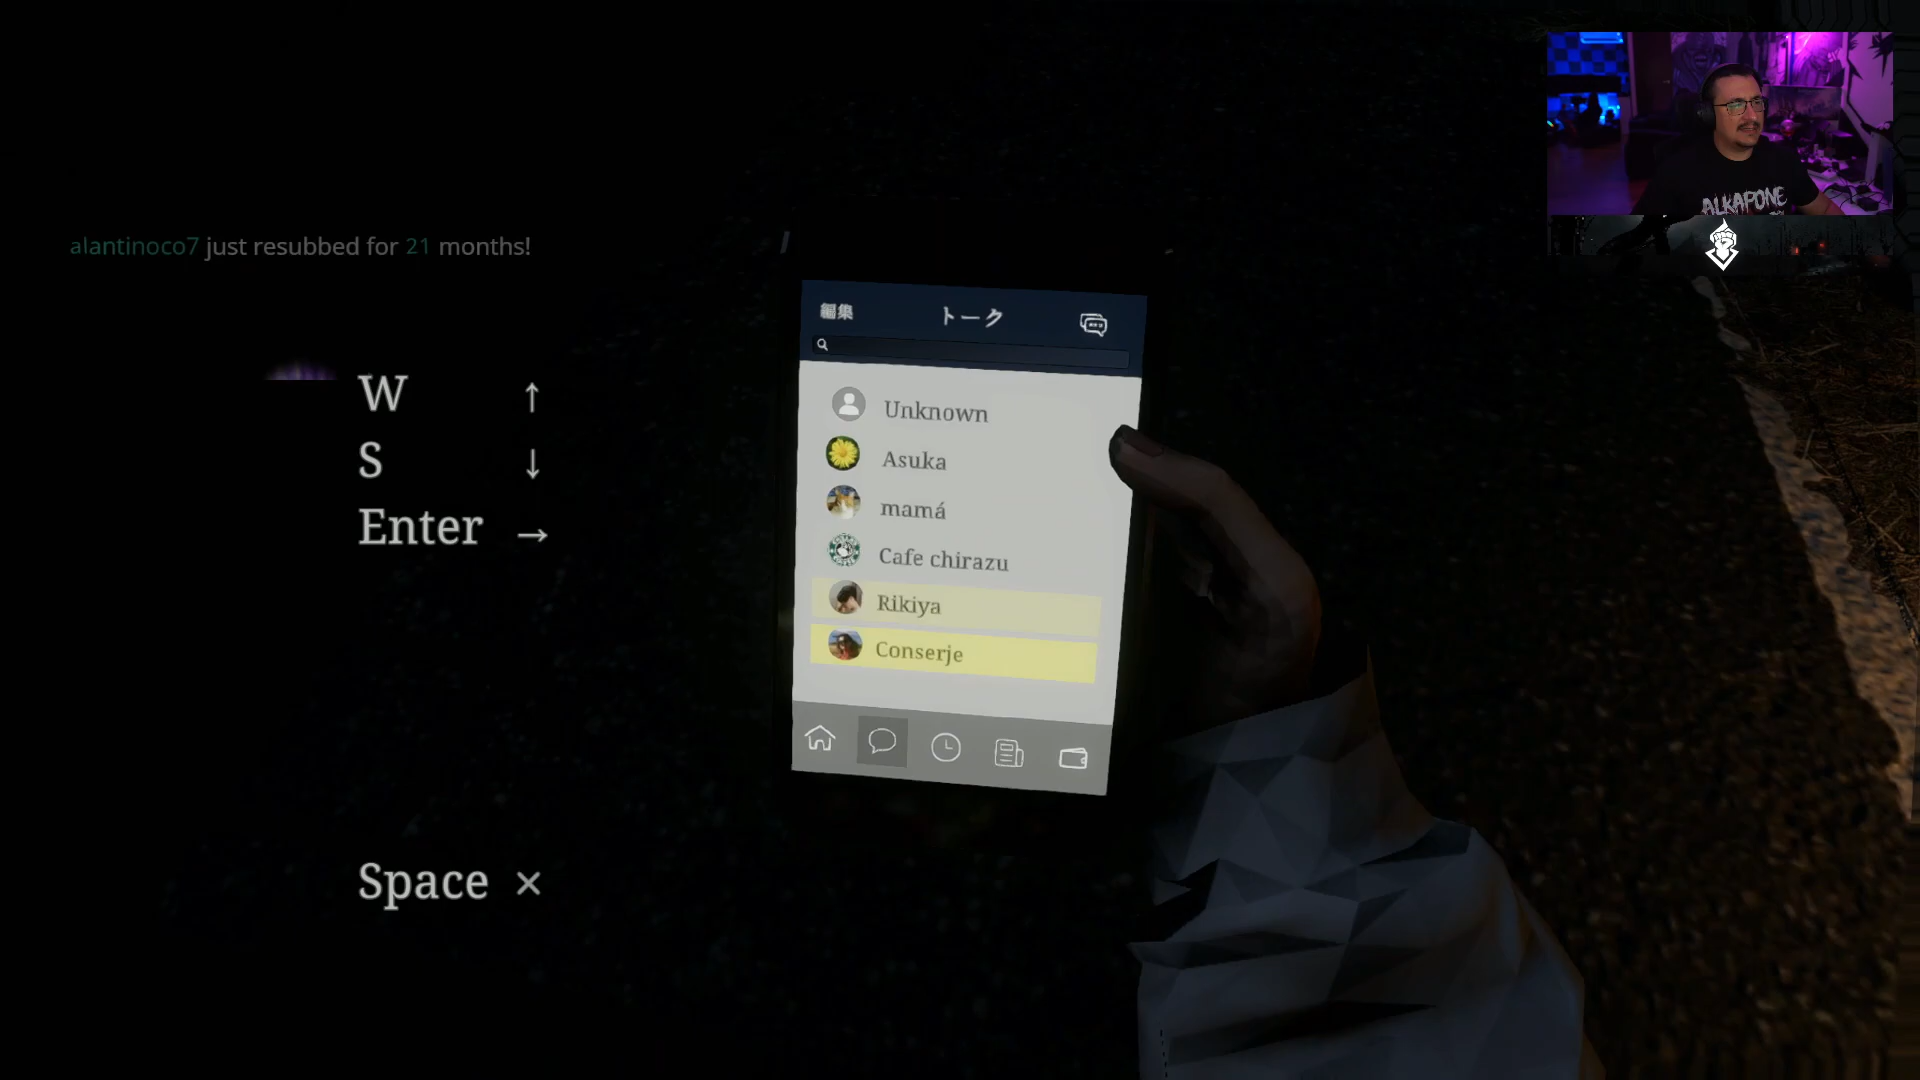 alantinoco7 just resubbed for 21 months!
W ↑
S ↓
Enter →
Space ×
編集 トーク
Unknown
Asuka
mamá
Cafe chirazu
Rikiya
Conserje
ALKAPONE